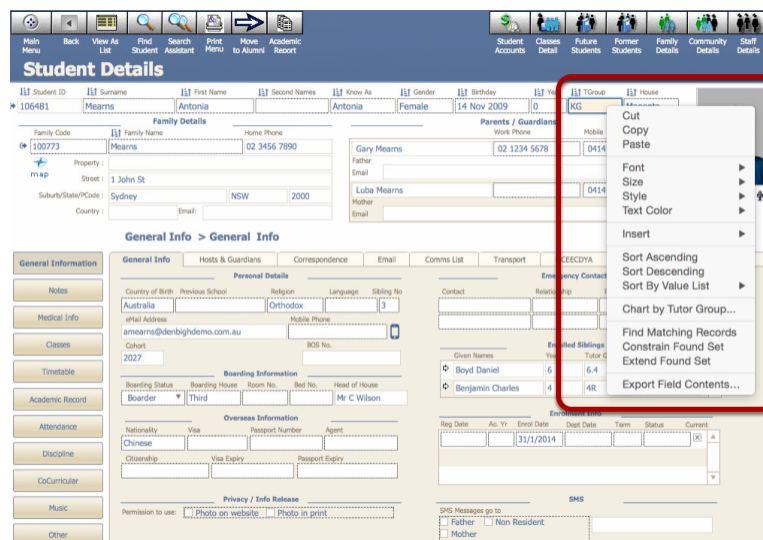 Main Menu Back View As List Find Student Search Assistant Print Menu Move to Alumni Academic Report Student Accounts Classes Detail Future Students Former Students Family Details Community Details Staff Details
Student Details
Student ID Surname First Name Second Names Know As Gender Birthday Ye TGroup House
106481 Mearns Antonia Antonia Female 14 Nov 2009 0 KG
Family Details Parents / Guardians
Family Code Family Name Home Phone Work Phone Mobile
100773 Mearns 02 3456 7890 Gary Mearns 02 1234 5678 0414
Father
map Property : Email
Street : 1 John St Luba Mearns 0414
Suburb/State/PCode : Sydney NSW 2000 Mother
Country : Email: Email
General Info > General Info
General Information
Notes
Medical Info
Classes
Timetable
Academic Record
Attendance
Discipline
CoCurricular
Music
Other
General Info Hosts & Guardians Correspondence Email Comms List Transport CEECDYA
Personal Details
Country of Birth Previous School Religion Language Sibling No
Australia Orthodox 3
eMail Address Mobile Phone
amearns@denbighdemo.com.au
Cohort BOS No.
2027
Boarding Information
Boarding Status Boarding House Room No. Bed No. Head of House
Boarder Third Mr C Wilson
Overseas Information
Nationality Visa Passport Number Agent
Chinese
Citizenship Visa Expiry Passport Expiry
Privacy / Info Release
Permission to use: Photo on website Photo in print
Emergency Contact
Contact Relationship
Enrolled Siblings
Given Names Yea Tutor G
Boyd Daniel 6 6.4
Benjamin Charles 4 4R
Enrolment Info
Reg Date Ac. Yr Enrol Date Dept Date Term Status Current
31/1/2014
SMS
SMS Messages go to
Father Non Resident
Mother
Cut
Copy
Paste
Font
Size
Style
Text Color
Insert
Sort Ascending
Sort Descending
Sort By Value List
Chart by Tutor Group...
Find Matching Records
Constrain Found Set
Extend Found Set
Export Field Contents...